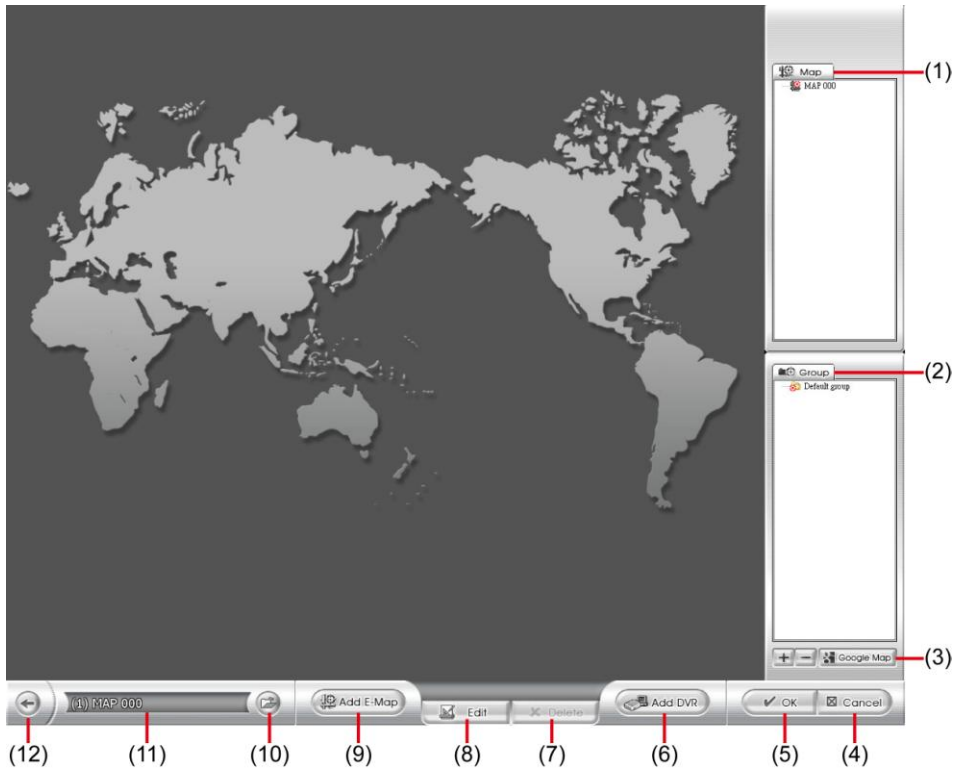 Map
(1)
MAP 000
Group
(2)
Default group
+ − Google Map
(3)
(1) MAP 000
Add E-Map
Edit
Delete
Add DVR
OK
Cancel
(12) (11) (10) (9) (8) (7) (6) (5) (4)